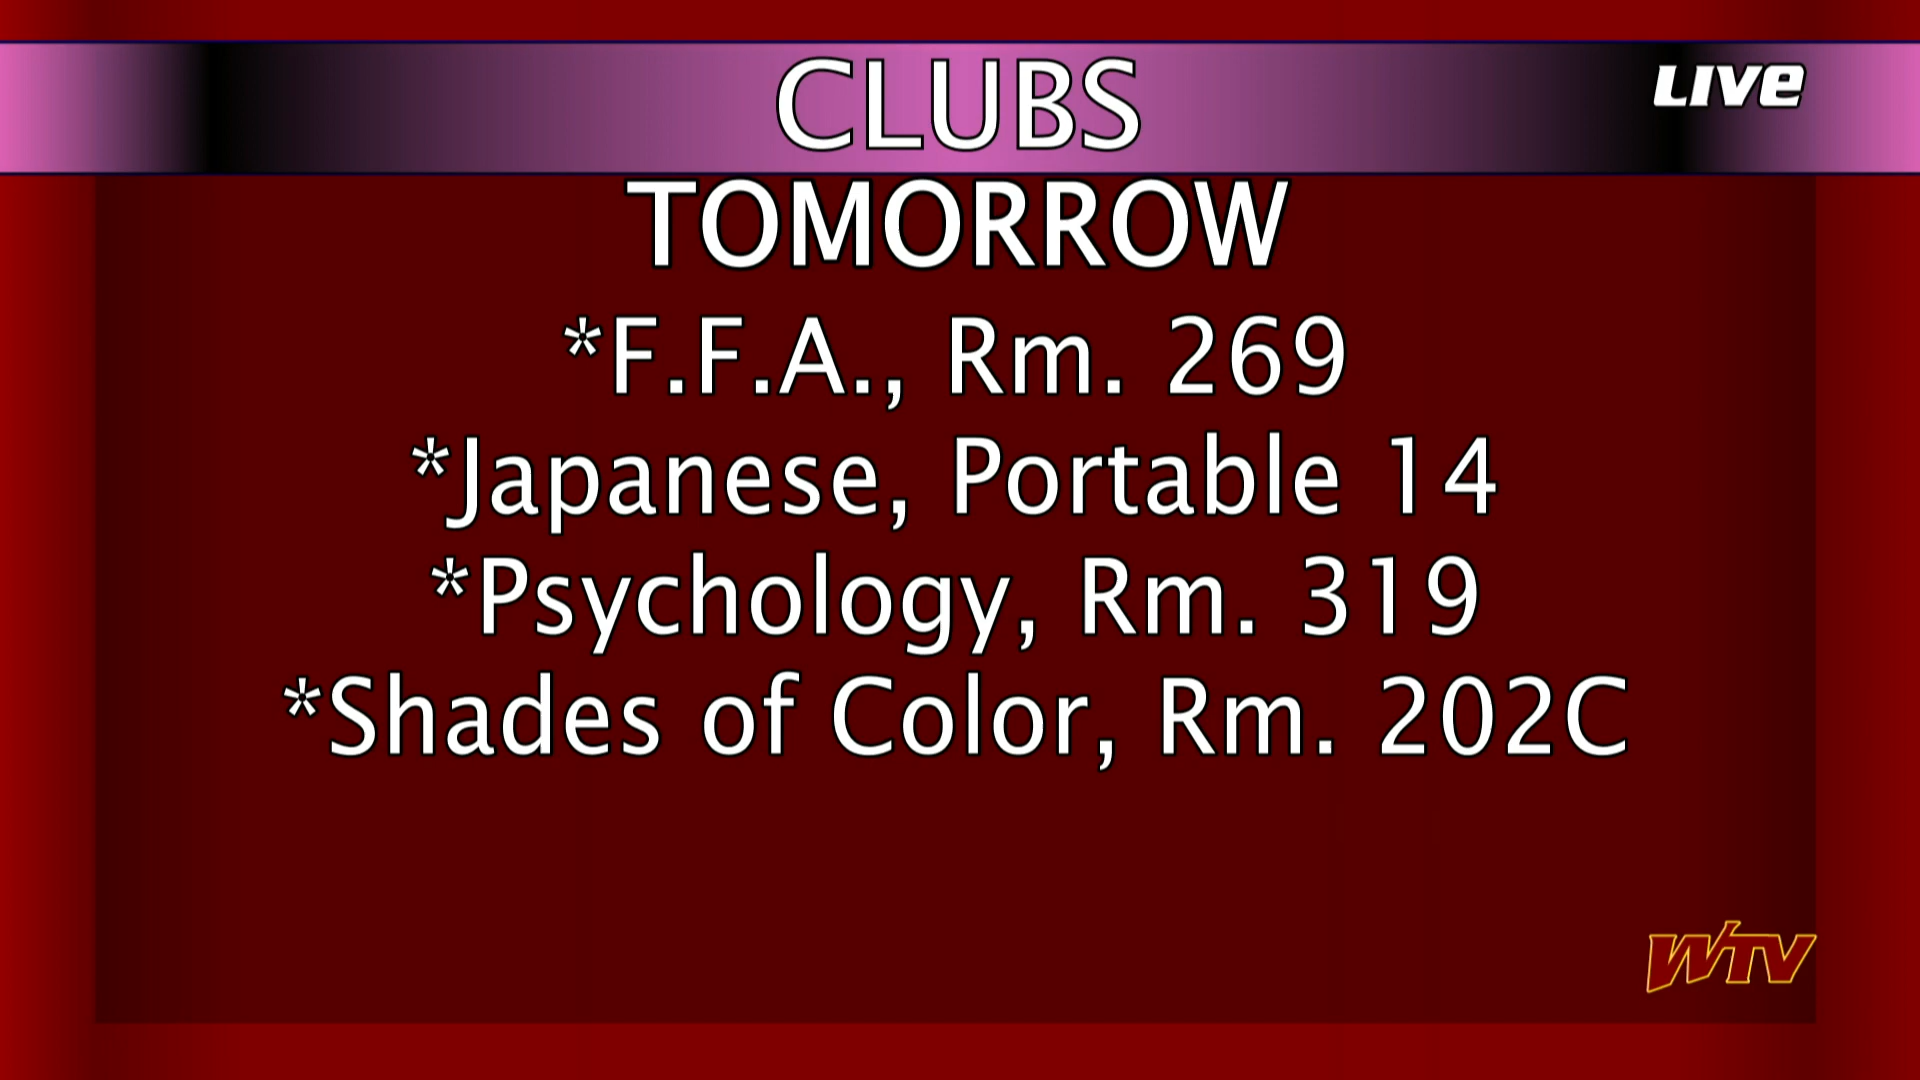 CLUBS
LIVE
TOMORROW
*F.F.A., Rm. 269
*Japanese, Portable 14
*Psychology, Rm. 319
*Shades of Color, Rm. 202C
WTV